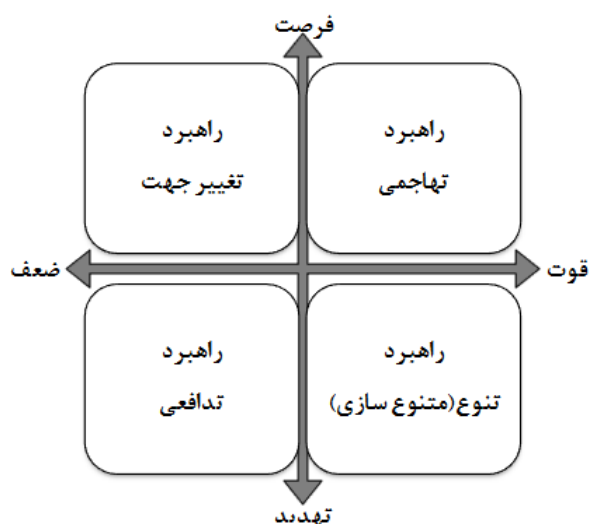 فرصت
راهبرد
تهاجمی
راهبرد
تغییر جهت
قوت
ضعف
راهبرد
تنوع(متنوع سازی)
راهبرد
تدافعی
تهدید